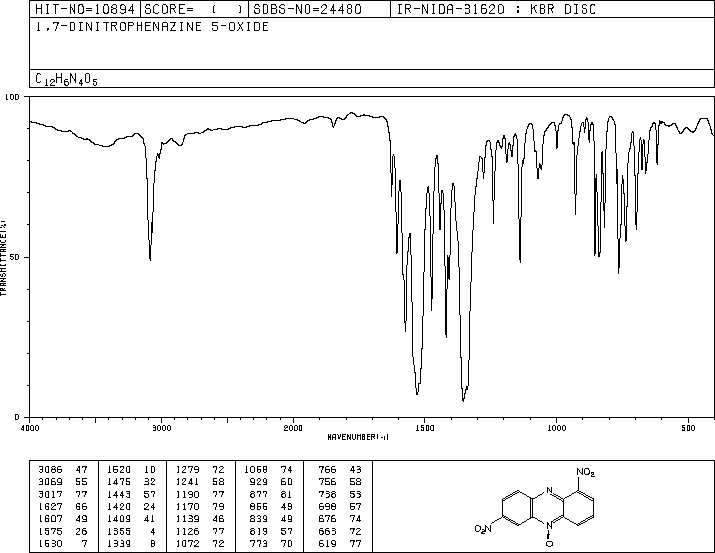 HIT-NO=10894 SCORE= ( ) SDBS-NO=24480 IR-NIDA-31620 : KBR DISC
1,7-DINITROPHENAZINE 5-OXIDE
C12H6N4O5
100
50
0
TRANSMITTANCE(%)
4000 3000 2000 1500 1000 500
WAVENUMBER(-1)
3086 47 1520 10 1279 72 1068 74 766 43
3069 55 1475 32 1241 58 929 60 756 58
3017 77 1443 57 1190 77 877 81 738 53
1627 66 1420 24 1170 79 856 49 698 57
1607 49 1409 41 1139 46 839 49 676 74
1575 26 1355 4 1126 77 819 57 663 72
1530 7 1339 8 1072 72 773 70 619 77
NO2
N
O2N
N
O